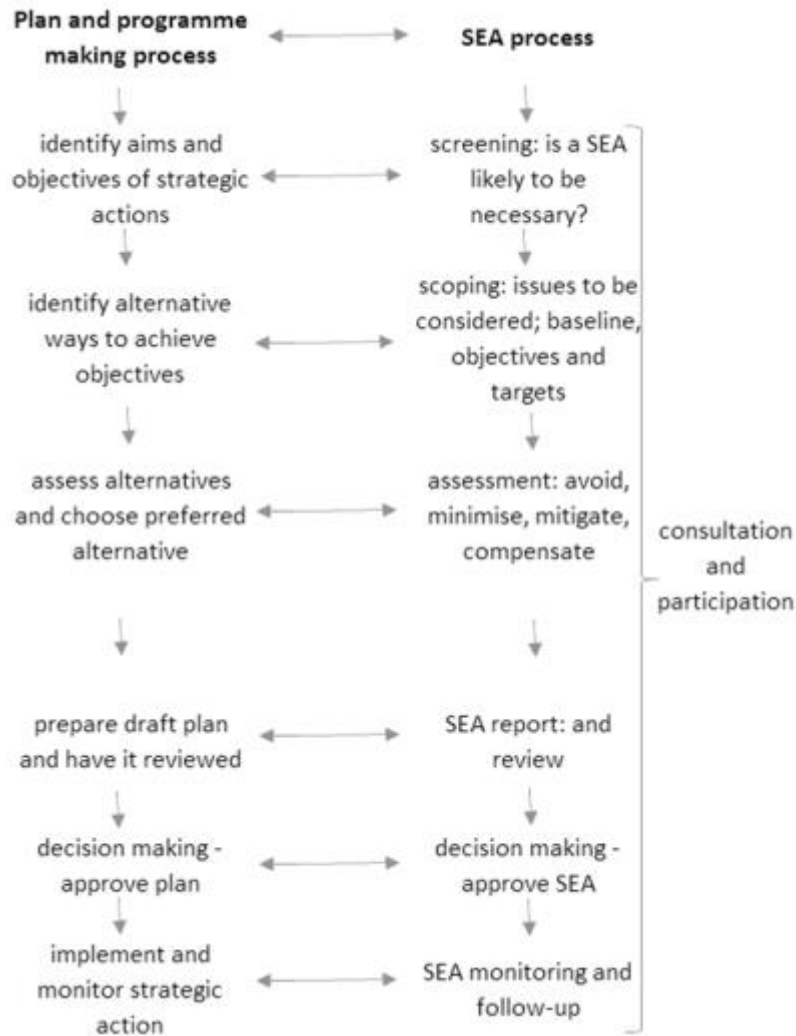 Plan and programme
making process
SEA process
identify aims and
objectives of strategic
actions
screening: is a SEA
likely to be
necessary?
identify alternative
ways to achieve
objectives
scoping: issues to be
considered; baseline,
objectives and
targets
assess alternatives
and choose preferred
alternative
assessment: avoid,
minimise, mitigate,
compensate
consultation
and
participation
prepare draft plan
and have it reviewed
SEA report: and
review
decision making -
approve plan
decision making -
approve SEA
implement and
monitor strategic
action
SEA monitoring and
follow-up